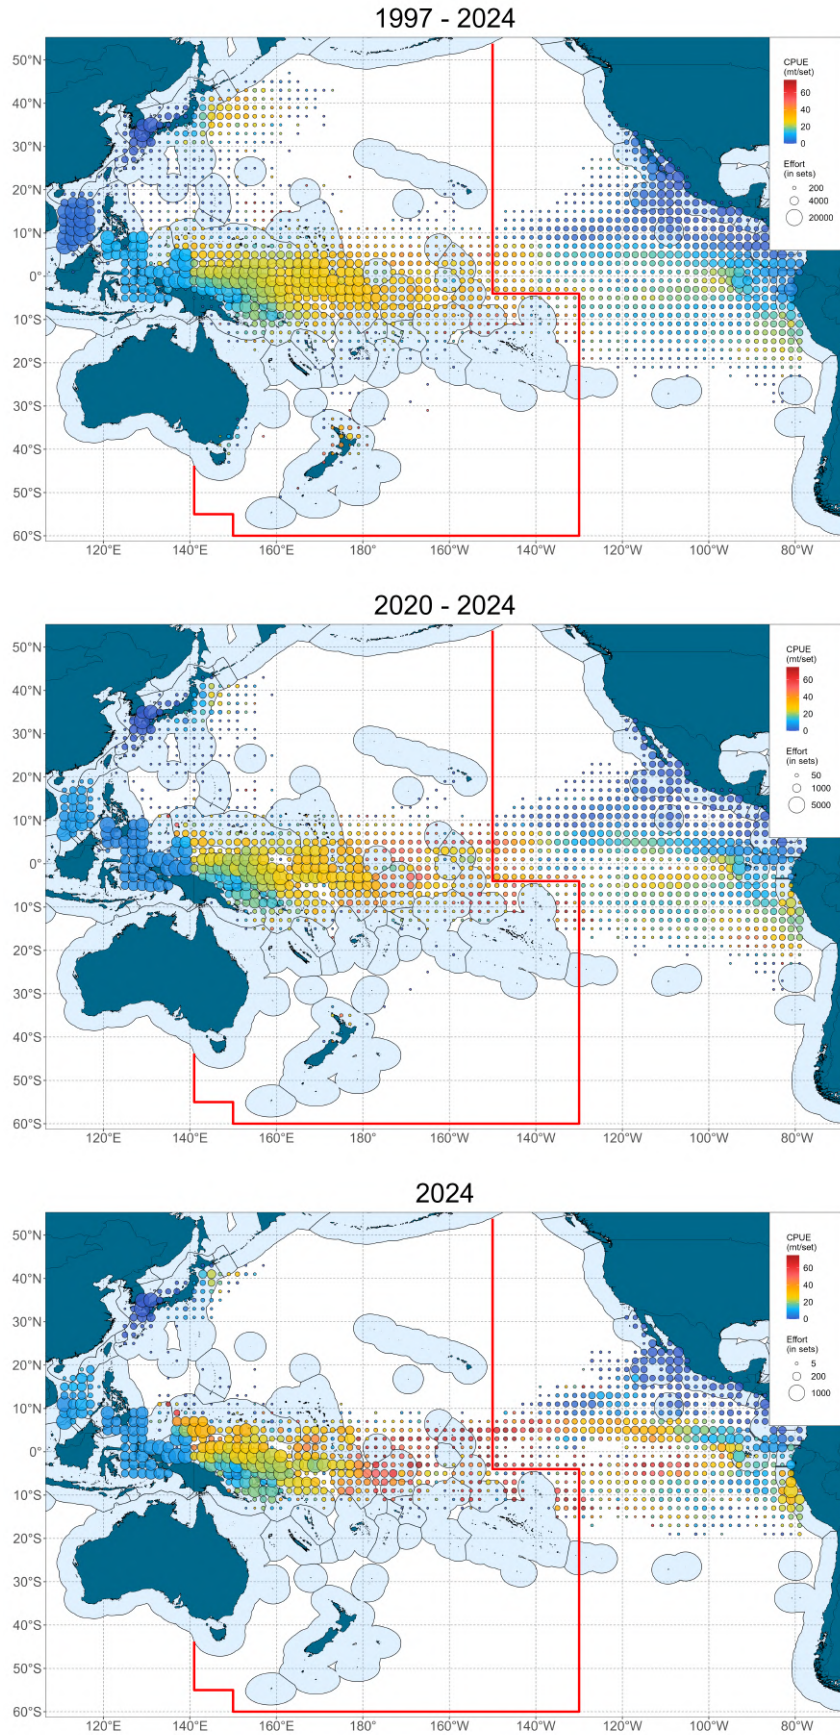 1997 - 2024
50°N
40°N
30°N
20°N
10°N
0°
10°S
20°S
30°S
40°S
50°S
60°S
120°E
140°E
160°E
180°
160°W
140°W
120°W
100°W
80°W
CPUE
(mt/set)
60
40
20
0
Effort
(in sets)
200
4000
20000
2020 - 2024
50°N
40°N
30°N
20°N
10°N
0°
10°S
20°S
30°S
40°S
50°S
60°S
120°E
140°E
160°E
180°
160°W
140°W
120°W
100°W
80°W
CPUE
(mt/set)
60
40
20
0
Effort
(in sets)
50
1000
5000
2024
50°N
40°N
30°N
20°N
10°N
0°
10°S
20°S
30°S
40°S
50°S
60°S
120°E
140°E
160°E
180°
160°W
140°W
120°W
100°W
80°W
CPUE
(mt/set)
60
40
20
0
Effort
(in sets)
5
200
1000